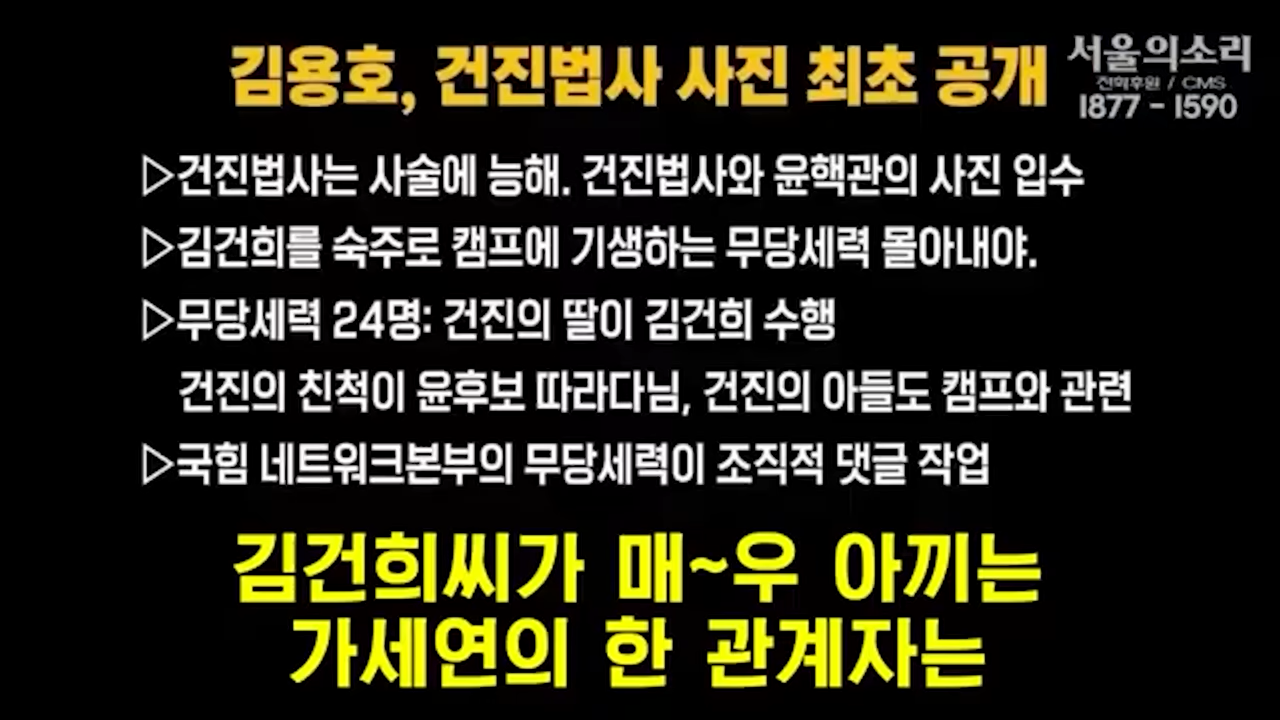 김용호, 건진법사 사진 최초 공개
서울의소리
전화후원 / CMS
1877 - 1590
▷건진법사는 사술에 능해. 건진법사와 윤핵관의 사진 입수
▷김건희를 숙주로 캠프에 기생하는 무당세력 몰아내야.
▷무당세력 24명: 건진의 딸이 김건희 수행
건진의 친척이 윤후보 따라다님, 건진의 아들도 캠프와 관련
▷국힘 네트워크본부의 무당세력이 조직적 댓글 작업
김건희씨가 매~우 아끼는
가세연의 한 관계자는